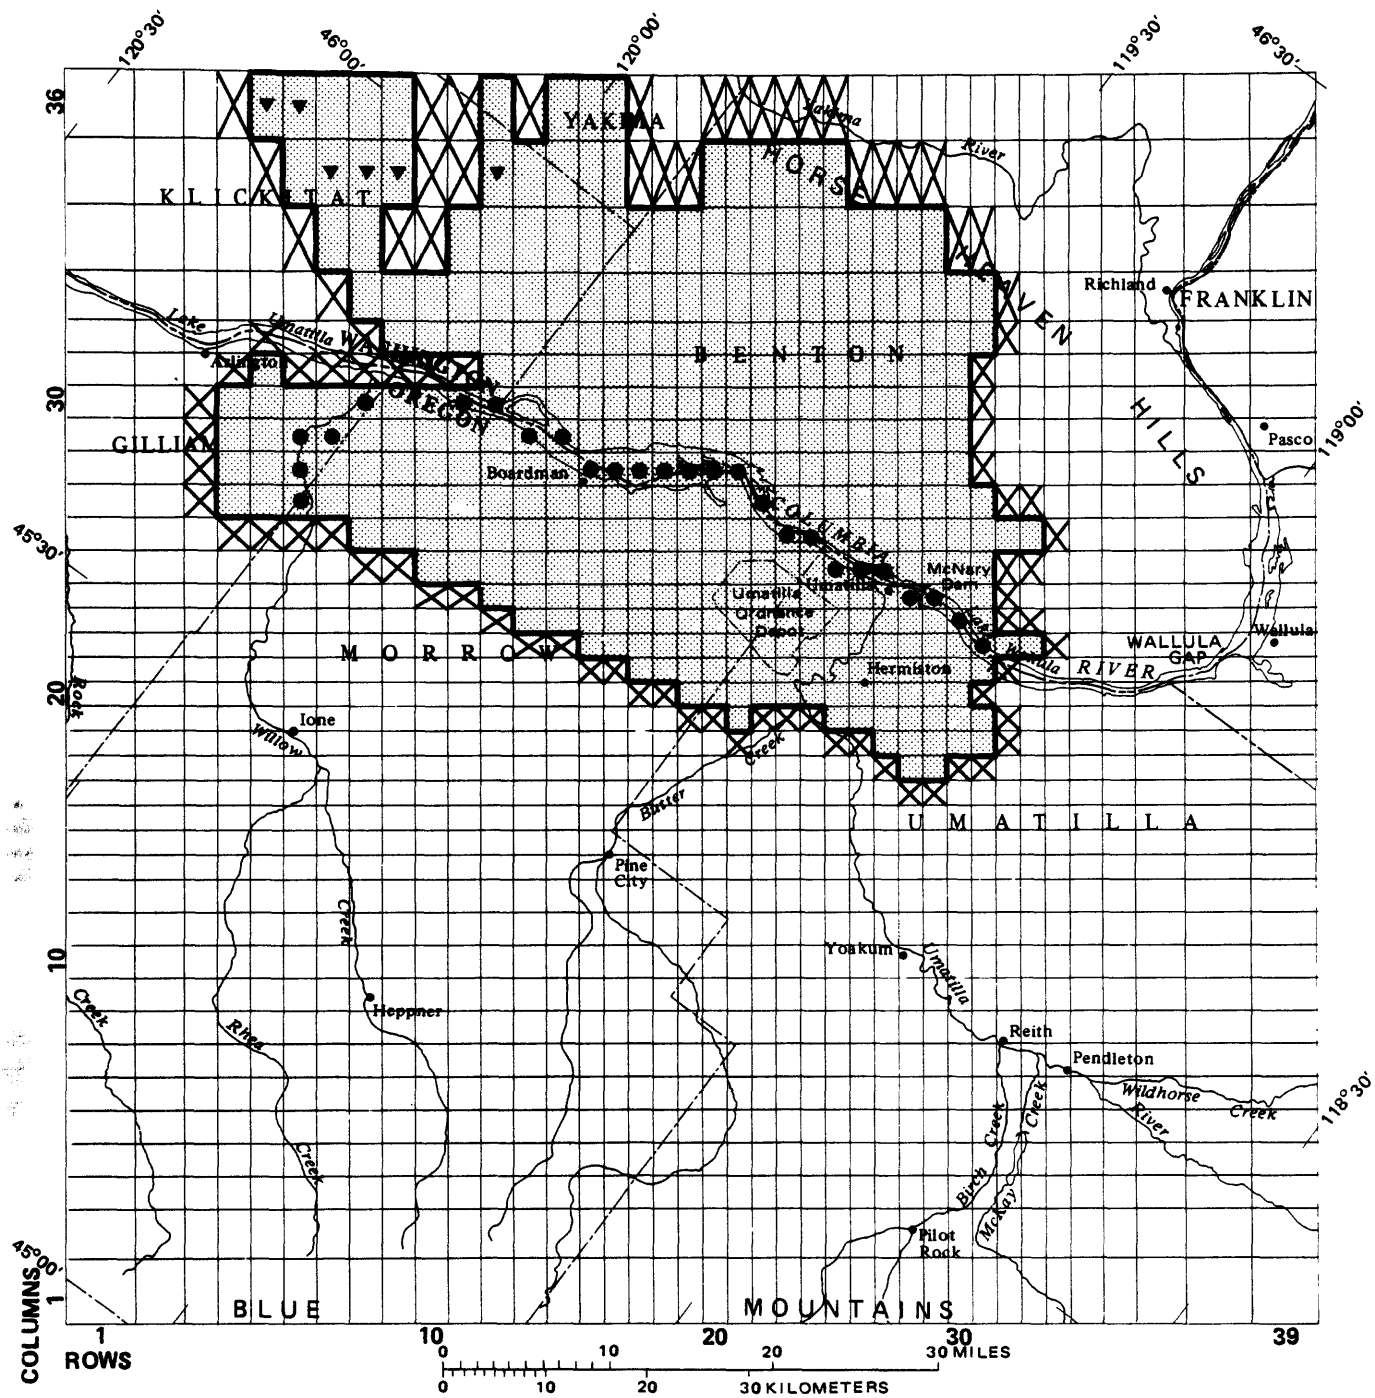 120°30'
46°00'
120°00'
119°30'
46°30'
36
YAKIMA
Yakima
River
HORSE
KLICKITAT
HEAVEN
Richland
FRANKLIN
Lake
Umatilla
WASHINGTON
BENTON
Arlington
30
OREGON
HILLS
GILLIAM
Pasco
119°00'
Boardman
COLUMBIA
45°30'
McNary
Dam
Umatilla
Umatilla
Ordnance
Depot
Lake
Wallula
MORROW
WALLULA
GAP
Wallula
RIVER
Hermiston
20
Rock
Ione
Willow
Creek
Butter
UMATILLA
Pine
City
Creek
10
Yoakum
Umatilla
Creek
Heppner
Rhea
Reith
Pendleton
Wildhorse
Creek
River
118°30'
Creek
Creek
Creek
Birch
McKay
Pilot
Rock
45°00'
COLUMNS
1
BLUE
MOUNTAINS
1 10 20 30 39
ROWS
0 10 20 30 MILES
0 10 20 30 KILOMETERS